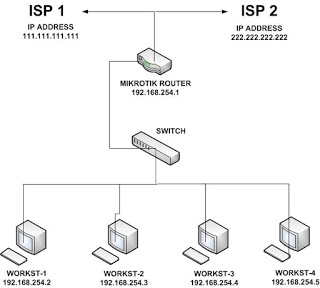 ISP 1
IP ADDRESS
111.111.111.111
ISP 2
IP ADDRESS
222.222.222.222
MIKROTIK ROUTER
192.168.254.1
SWITCH
WORKST-1
192.168.254.2
WORKST-2
192.168.254.3
WORKST-3
192.168.254.4
WORKST-4
192.168.254.5